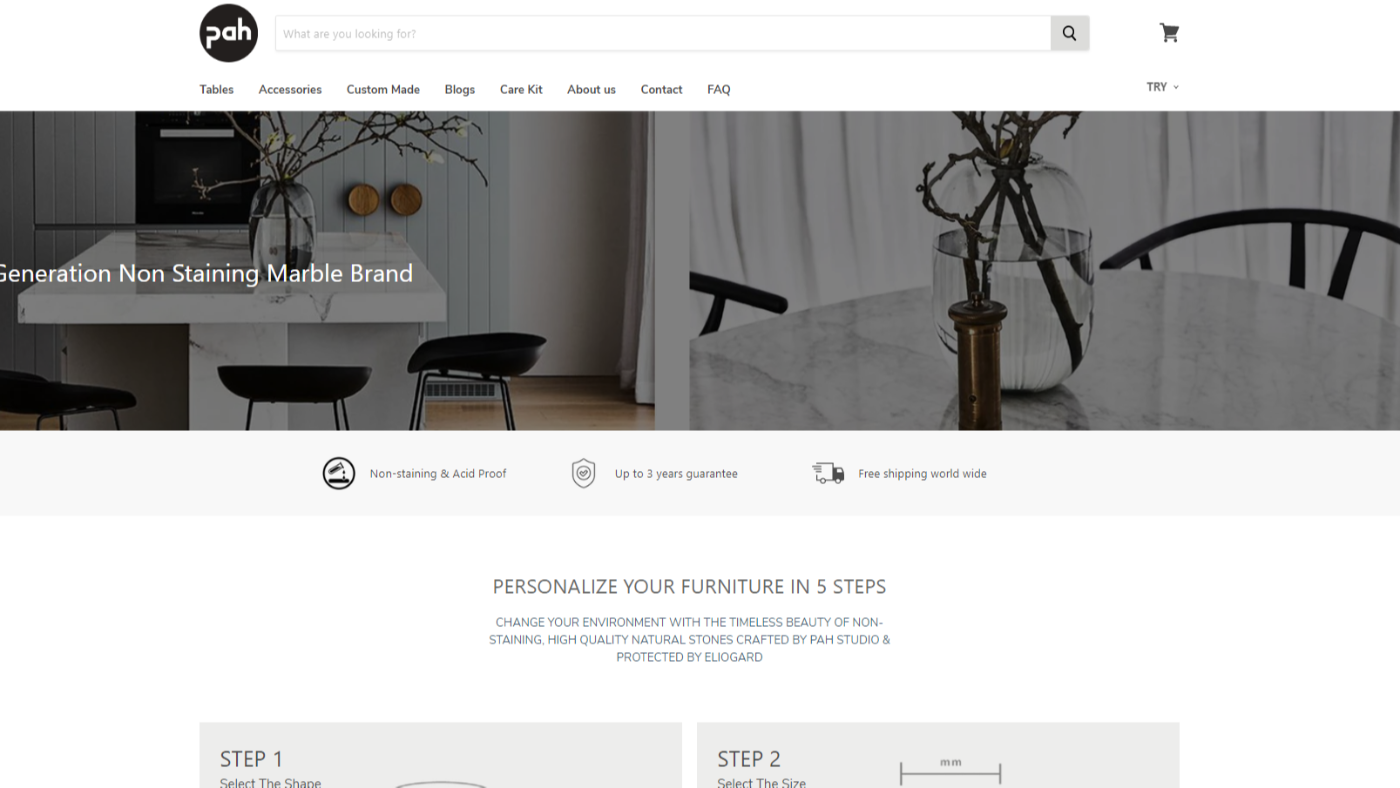 pah
What are you looking for?
Tables Accessories Custom Made Blogs Care Kit About us Contact FAQ
TRY
Generation Non Staining Marble Brand
Non-staining & Acid Proof
Up to 3 years guarantee
Free shipping world wide
PERSONALIZE YOUR FURNITURE IN 5 STEPS
CHANGE YOUR ENVIRONMENT WITH THE TIMELESS BEAUTY OF NON-
STAINING, HIGH QUALITY NATURAL STONES CRAFTED BY PAH STUDIO &
PROTECTED BY ELIOGARD
STEP 1
Select The Shape
STEP 2
Select The Size
mm